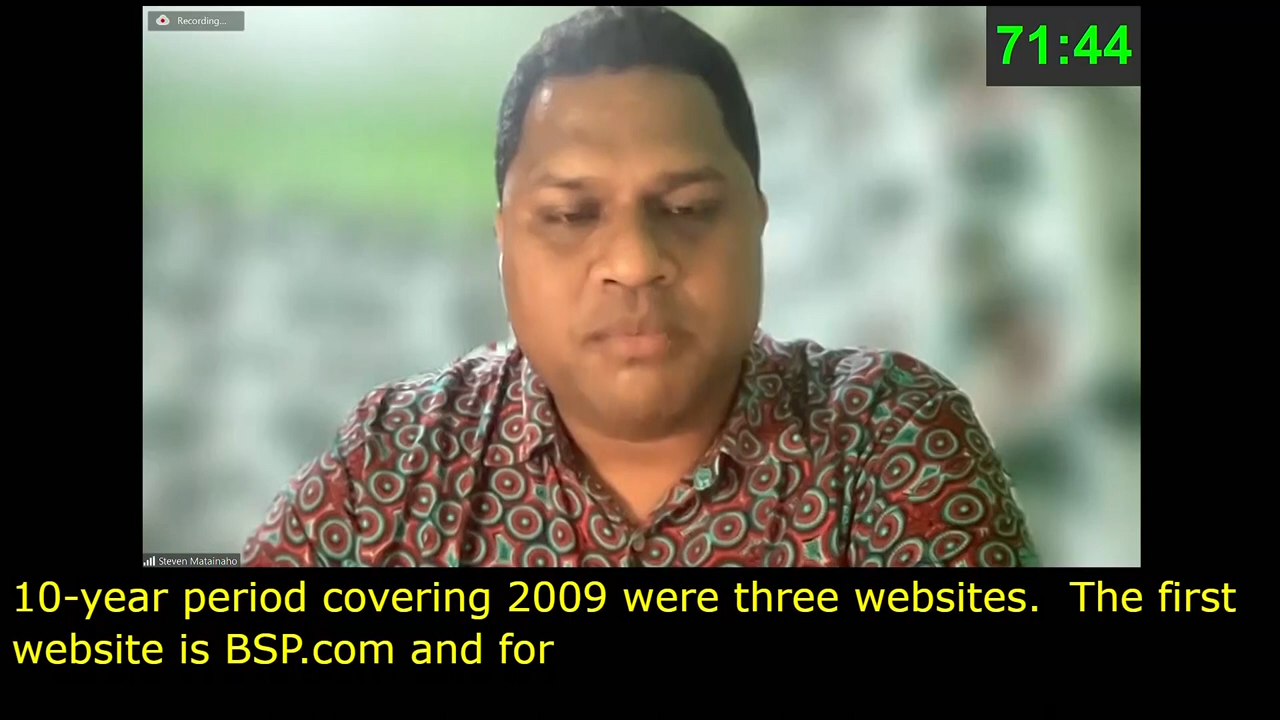 Recording...
71:44
Steven Matainaho
10-year period covering 2009 were three websites.  The first
website is BSP.com and for